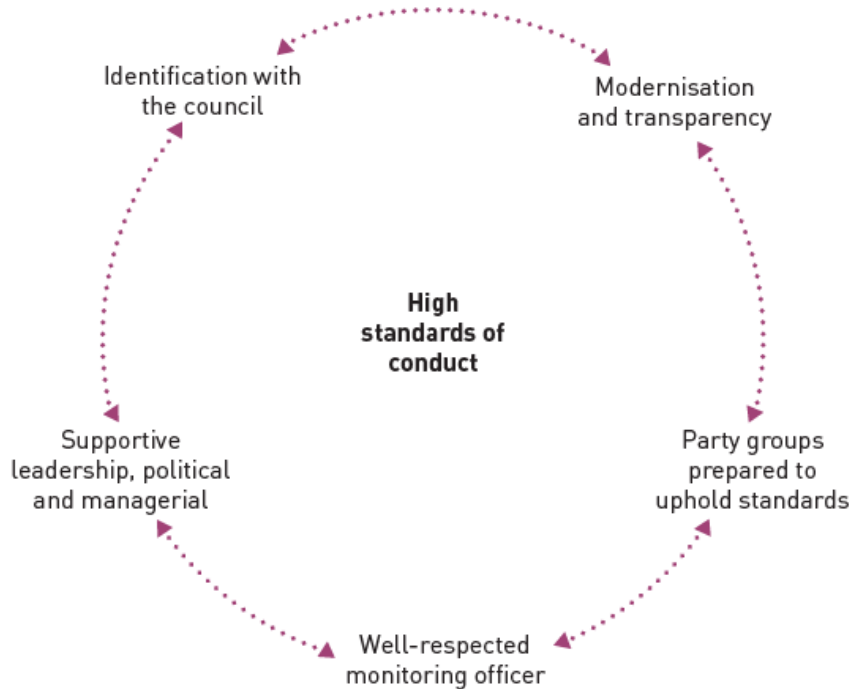 Identification with
the council
Modernisation
and transparency
High
standards of
conduct
Supportive
leadership, political
and managerial
Party groups
prepared to
uphold standards
Well-respected
monitoring officer